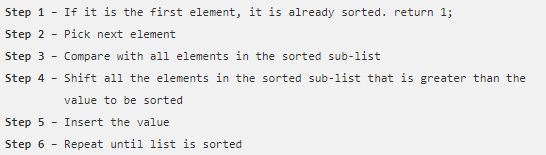 Step 1 – If it is the first element, it is already sorted. return 1;
Step 2 – Pick next element
Step 3 – Compare with all elements in the sorted sub-list
Step 4 – Shift all the elements in the sorted sub-list that is greater than the
value to be sorted
Step 5 – Insert the value
Step 6 – Repeat until list is sorted